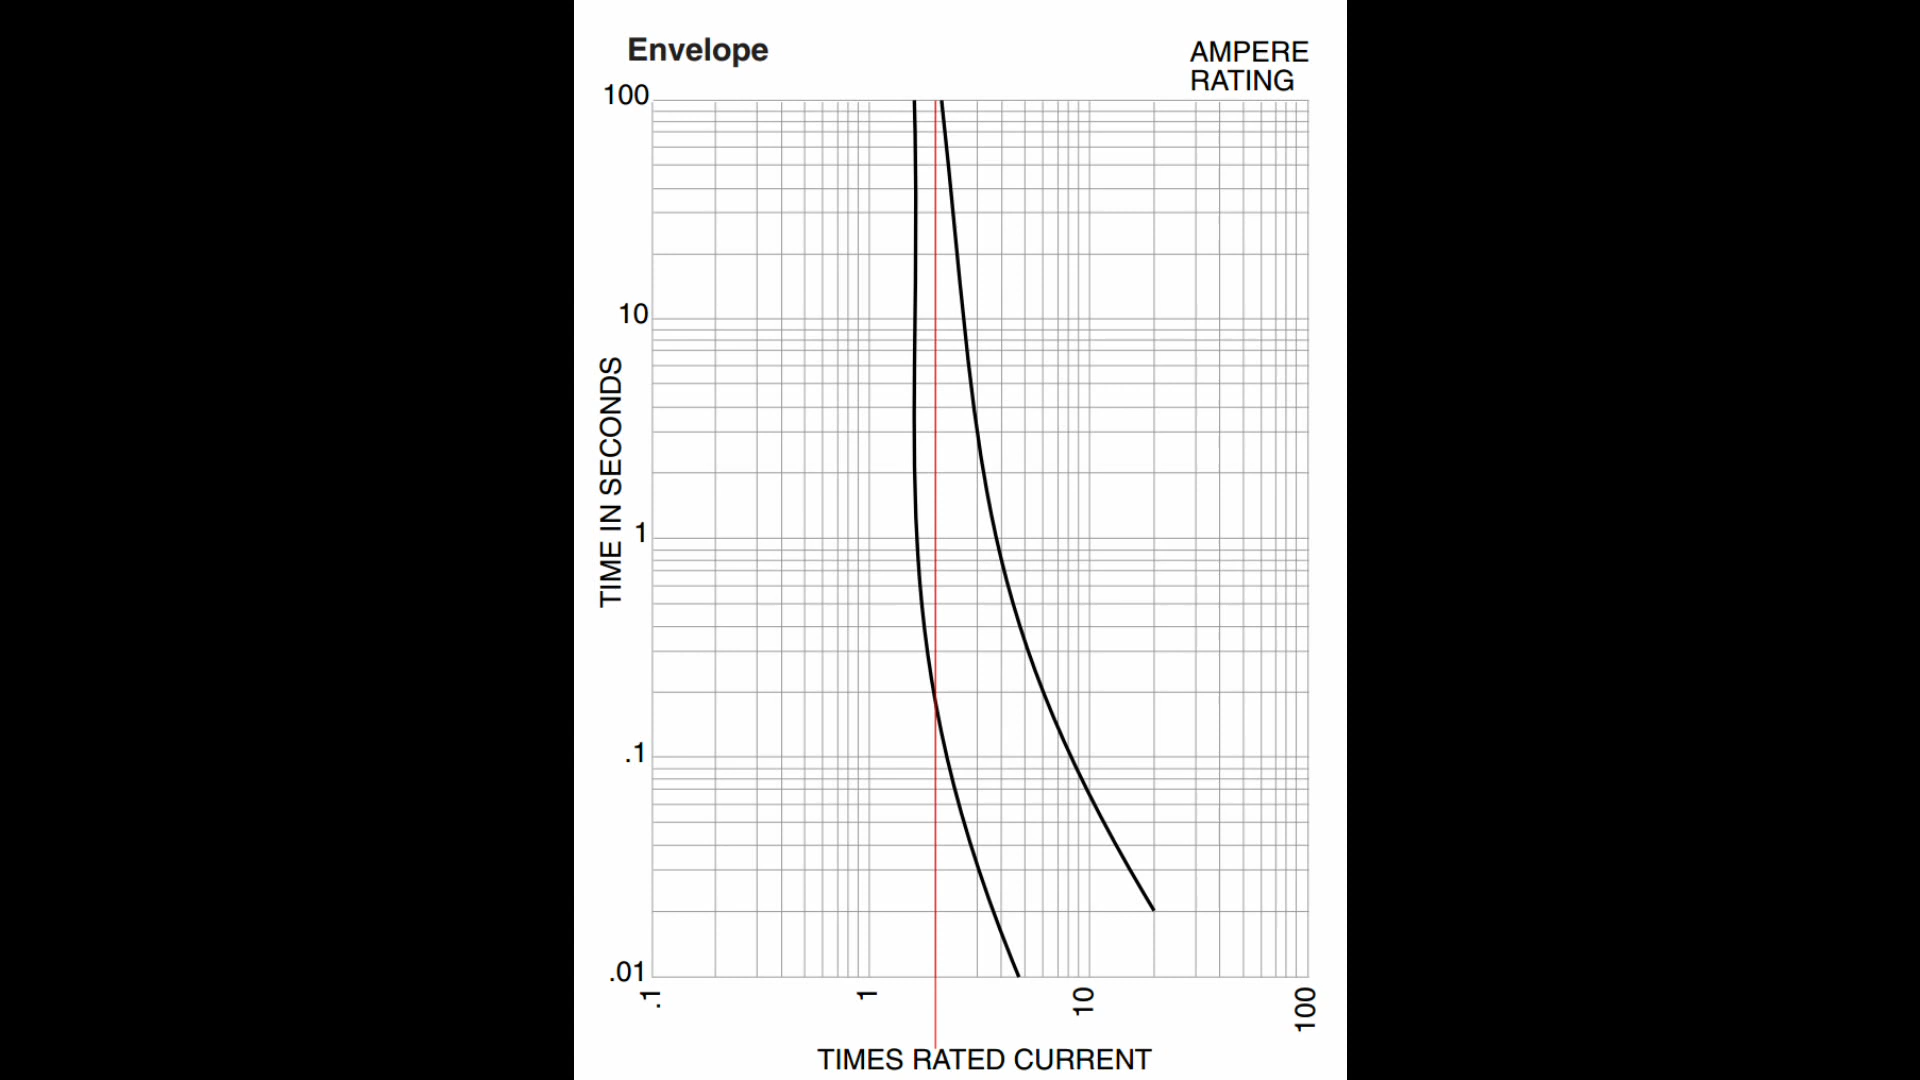 Envelope
AMPERE
RATING
100
10
1
.1
.01
TIME IN SECONDS
.1
1
10
100
TIMES RATED CURRENT